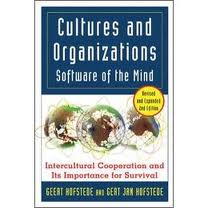 Cultures and
Organizations
Software of the Mind
Revised
and Expanded
2nd Edition
Intercultural Cooperation and
Its Importance for Survival
GEERT HOFSTEDE AND GERT JAN HOFSTEDE